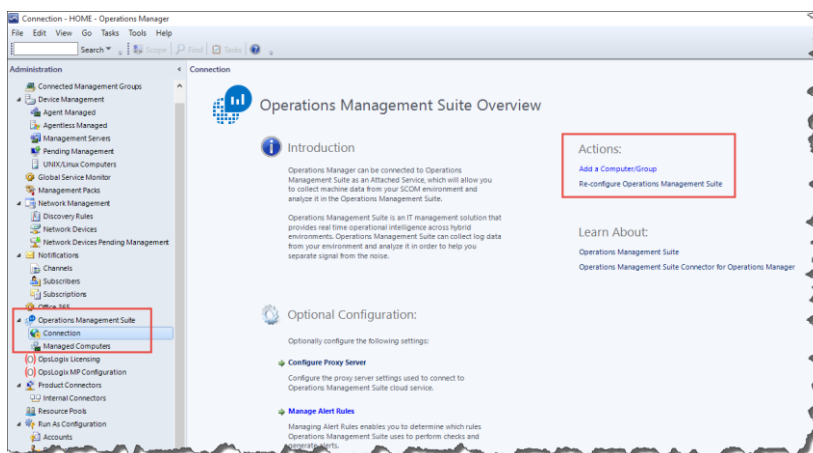 Connection - HOME - Operations Manager
File Edit View Go Tasks Tools Help
Search Scope Find Tasks
Administration
Connected Management Groups
Device Management
Agent Managed
Agentless Managed
Management Servers
Pending Management
UNIX/Linux Computers
Global Service Monitor
Management Packs
Network Management
Discovery Rules
Network Devices
Network Devices Pending Management
Notifications
Channels
Subscribers
Subscriptions
Office 365
Operations Management Suite
Connection
Managed Computers
OpsLogix Licensing
OpsLogix MP Configuration
Product Connectors
Internal Connectors
Resource Pools
Run As Configuration
Accounts
Connection
Operations Management Suite Overview
Introduction
Operations Manager can be connected to Operations
Management Suite as an Attached Service, which will allow you
to collect machine data from your SCOM environment and
analyze it in the Operations Management Suite.
Operations Management Suite is an IT management solution that
provides real time operational intelligence across hybrid
environments. Operations Management Suite can collect log data
from your environment and analyze it in order to help you
separate signal from the noise.
Optional Configuration:
Optionally configure the following settings:
Configure Proxy Server
Configure the proxy server settings used to connect to
Operations Management Suite cloud service.
Manage Alert Rules
Managing Alert Rules enables you to determine which rules
Operations Management Suite uses to perform checks and
generate alerts.
Actions:
Add a Computer/Group
Re-configure Operations Management Suite
Learn About:
Operations Management Suite
Operations Management Suite Connector for Operations Manager